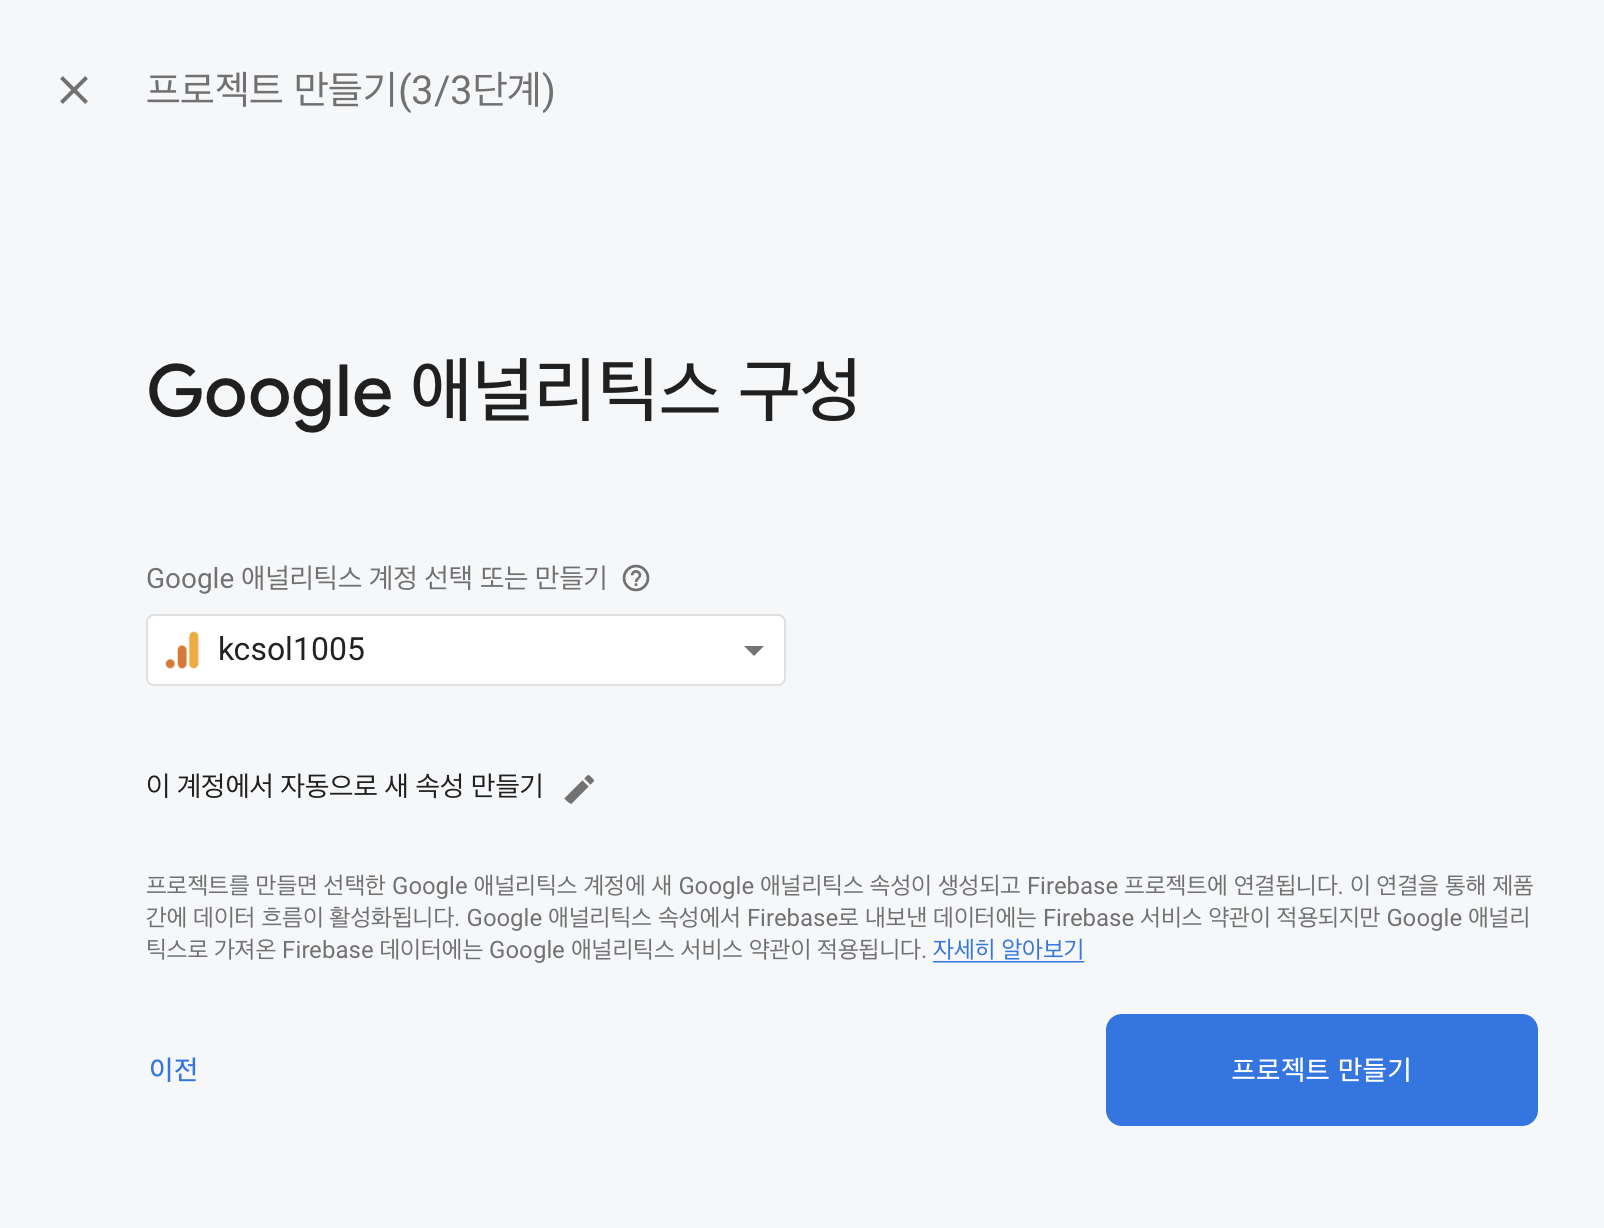 프로젝트 만들기(3/3단계)
Google 애널리틱스 구성
Google 애널리틱스 계정 선택 또는 만들기
kcsol1005
이 계정에서 자동으로 새 속성 만들기
프로젝트를 만들면 선택한 Google 애널리틱스 계정에 새 Google 애널리틱스 속성이 생성되고 Firebase 프로젝트에 연결됩니다. 이 연결을 통해 제품
간에 데이터 흐름이 활성화됩니다. Google 애널리틱스 속성에서 Firebase로 내보낸 데이터에는 Firebase 서비스 약관이 적용되지만 Google 애널리
틱스로 가져온 Firebase 데이터에는 Google 애널리틱스 서비스 약관이 적용됩니다. 자세히 알아보기
이전
프로젝트 만들기